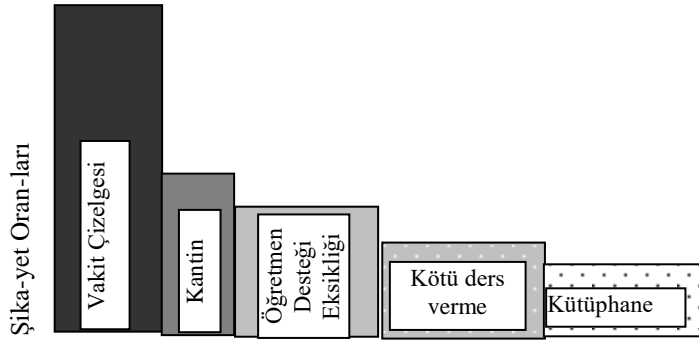 Şika-yet Oran-ları
Vakit Çizelgesi
Kantin
Öğretmen
Desteği
Eksikliği
Kötü ders
verme
Kütüphane